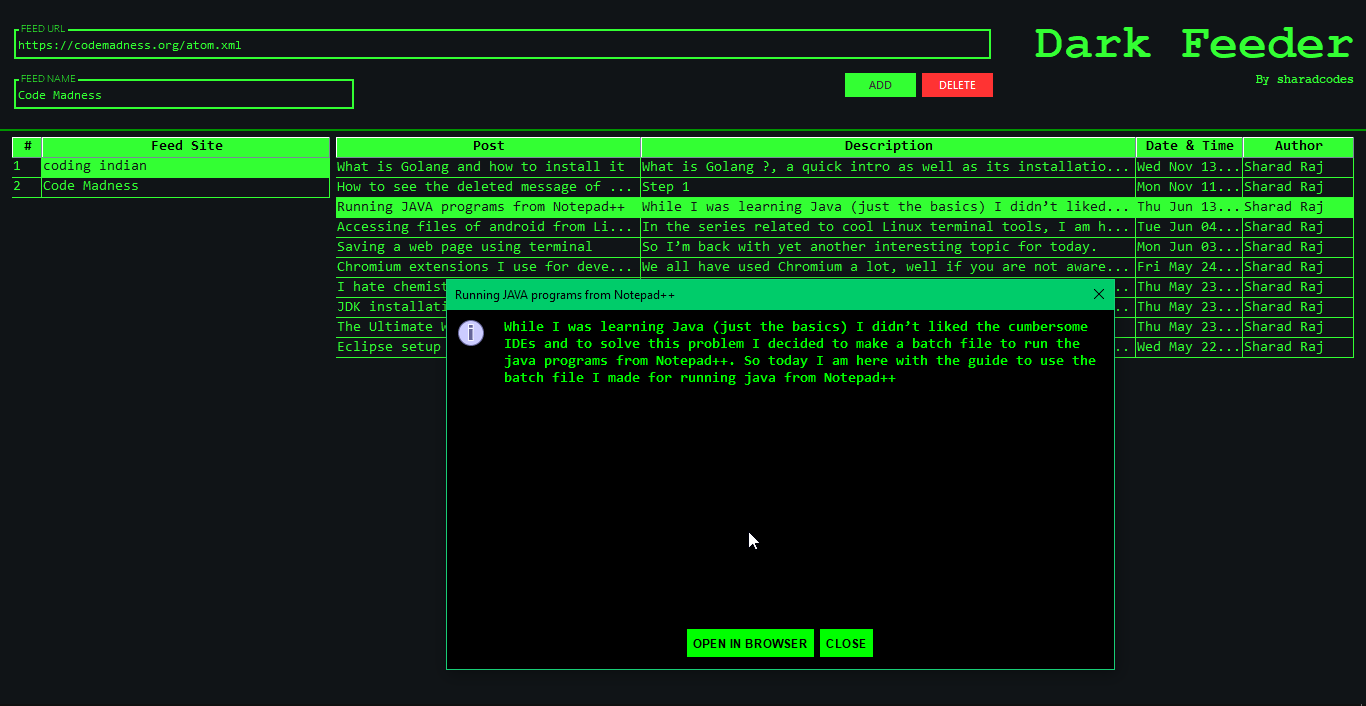 FEED URL
https://codemadness.org/atom.xml
Dark Feeder
FEED NAME
Code Madness
ADD
DELETE
By sharadcodes
# Feed Site
1 coding indian
2 Code Madness
Post Description Date & Time Author
What is Golang and how to install it What is Golang ?, a quick intro as well as its installatio... Wed Nov 13... Sharad Raj
How to see the deleted message of ... Step 1 Mon Nov 11... Sharad Raj
Running JAVA programs from Notepad++ While I was learning Java (just the basics) I didn’t liked... Thu Jun 13... Sharad Raj
Accessing files of android from Li... In the series related to cool Linux terminal tools, I am h... Tue Jun 04... Sharad Raj
Saving a web page using terminal So I’m back with yet another interesting topic for today. Mon Jun 03... Sharad Raj
Chromium extensions I use for deve... We all have used Chromium a lot, well if you are not aware... Fri May 24... Sharad Raj
I hate chemist .. Thu May 23... Sharad Raj
JDK installati .. Thu May 23... Sharad Raj
The Ultimate .. Thu May 23... Sharad Raj
Eclipse setup .. Wed May 22... Sharad Raj
Running JAVA programs from Notepad++
While I was learning Java (just the basics) I didn’t liked the cumbersome
IDEs and to solve this problem I decided to make a batch file to run the
java programs from Notepad++. So today I am here with the guide to use the
batch file I made for running java from Notepad++
OPEN IN BROWSER
CLOSE